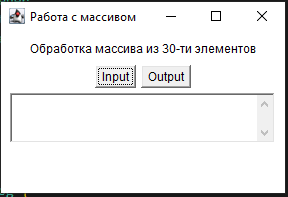 Работа с массивом
Обработка массива из 30-ти элементов
Input Output